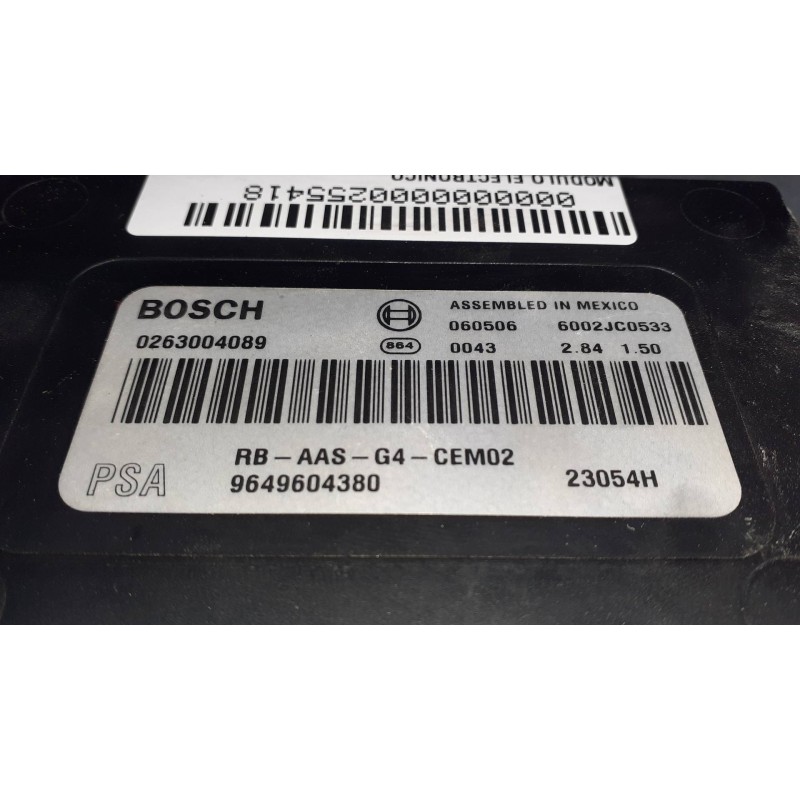 MODULO ELECTRONICO
0000000000255418
BOSCH
ASSEMBLED IN MEXICO
060506 6002JC0533
0263004089
864
0043 2.84 1.50
RB-AAS-G4-CEM02
PSA
9649604380
23054H